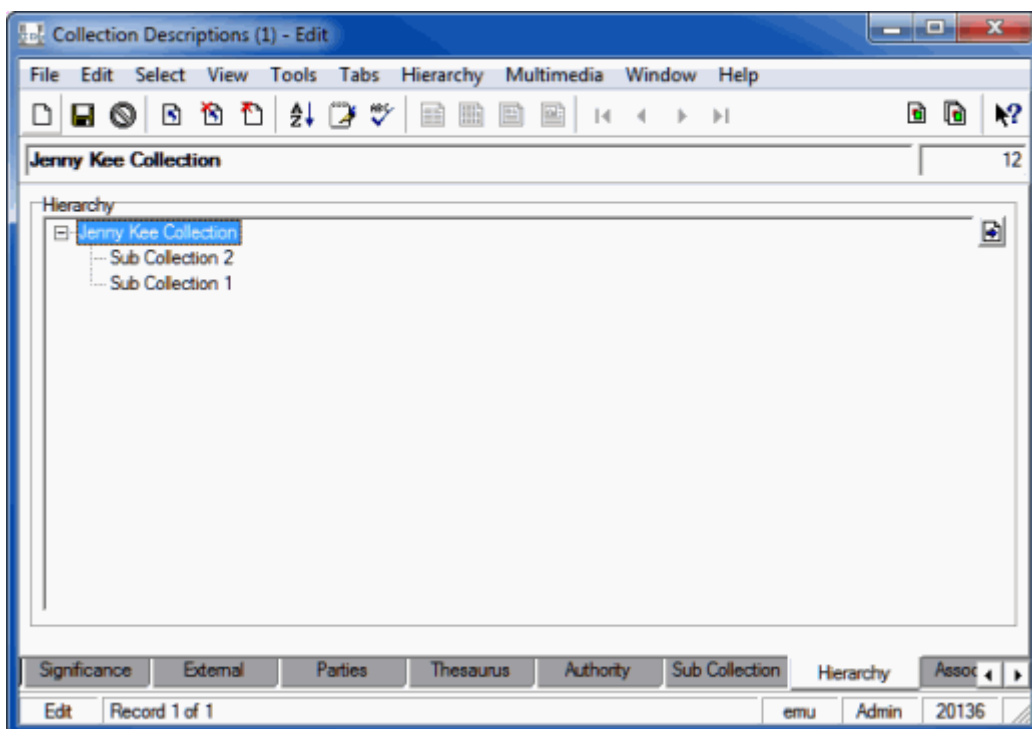 Collection Descriptions (1) - Edit
File Edit Select View Tools Tabs Hierarchy Multimedia Window Help
Jenny Kee Collection 12
Hierarchy
Jenny Kee Collection
Sub Collection 2
Sub Collection 1
Significance External Parties Thesaurus Authority Sub Collection Hierarchy Assoc
Edit Record 1 of 1 emu Admin 20136